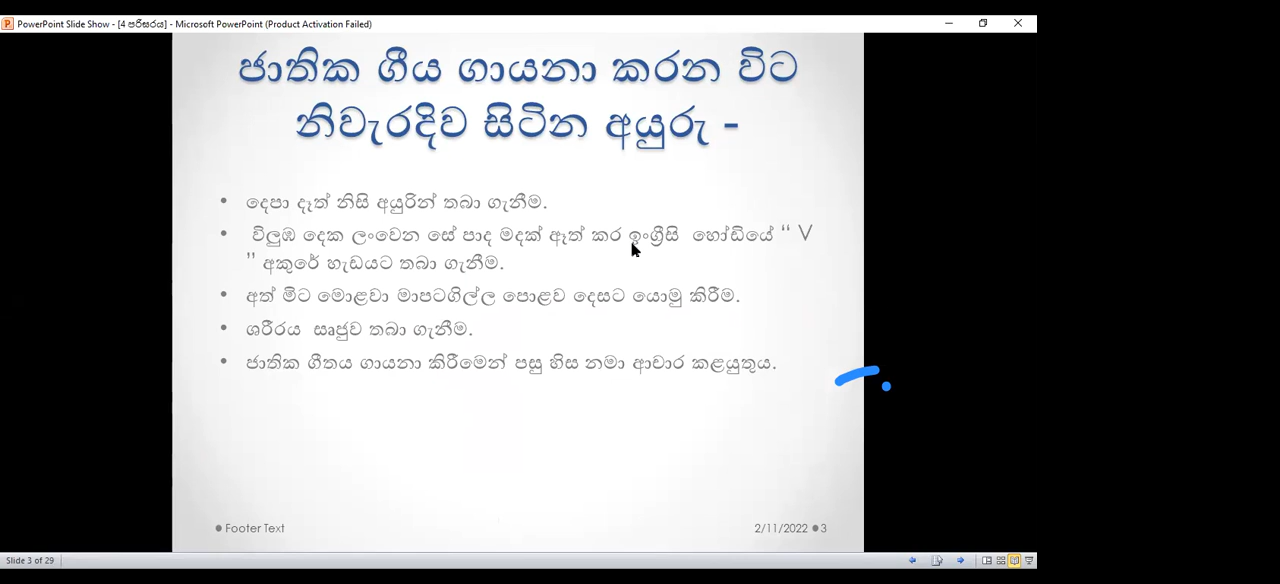 PowerPoint Slide Show - [4 පරිසරය] - Microsoft PowerPoint (Product Activation Failed)
ජාතික ගීය ගායනා කරන විට
නිවැරදිව සිටින අයුරු -
• දෙපා දෑත් නිසි අයුරින් තබා ගැනීම.
• විලුඹ දෙක ලංවෙන සේ පාද මදක් ඈත් කර ඉංග්‍රීසි හෝඩියේ “ V
” අකුරේ හැඩයට තබා ගැනීම.
• අත් මිට මොළවා මාපටගිල්ල පොළව දෙසට යොමු කිරීම.
• ශරීරය සෘජුව තබා ගැනීම.
• ජාතික ගීතය ගායනා කිරීමෙන් පසු හිස නමා ආචාර කළයුතුය.
Footer Text
2/11/2022 3
Slide 3 of 29